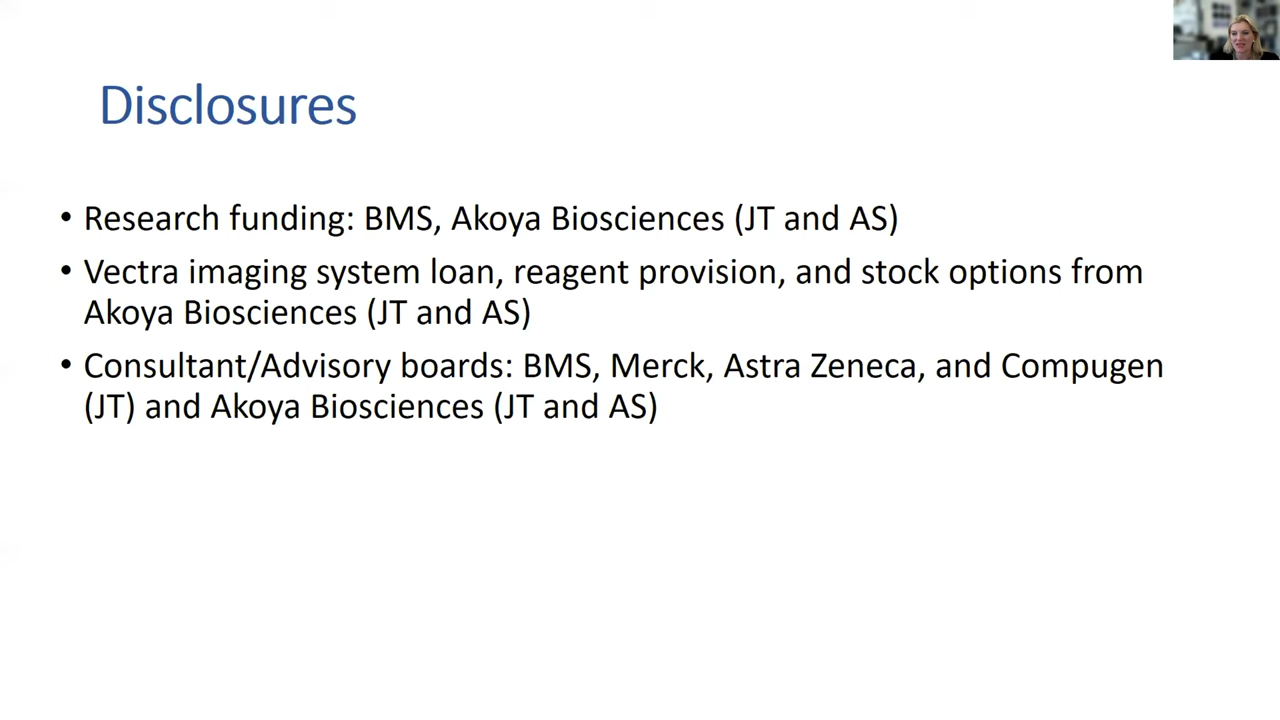 Disclosures
• Research funding: BMS, Akoya Biosciences (JT and AS)
• Vectra imaging system loan, reagent provision, and stock options from
Akoya Biosciences (JT and AS)
• Consultant/Advisory boards: BMS, Merck, Astra Zeneca, and Compugen
(JT) and Akoya Biosciences (JT and AS)